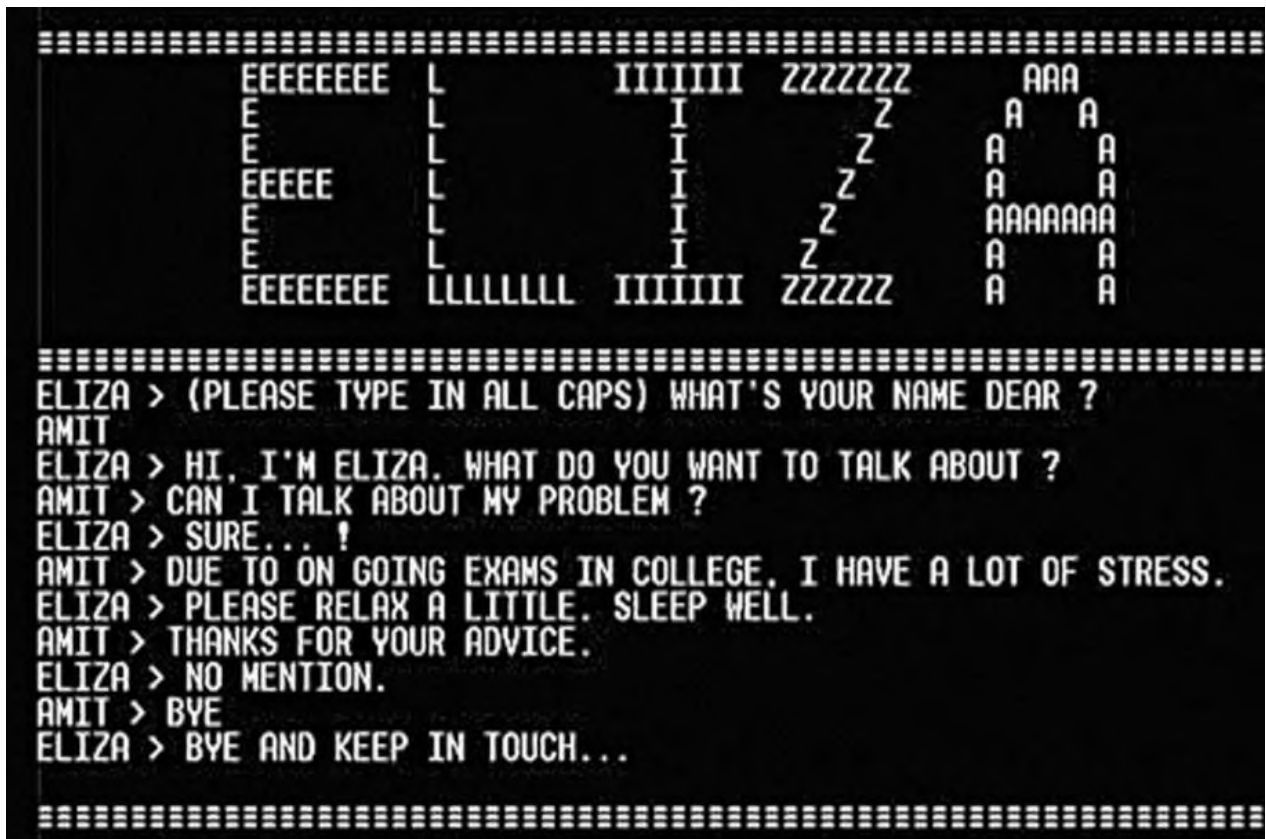 ==================================================================
EEEEEEEE L IIIIIII ZZZZZZZ AAA
E L I Z A A
E L I Z A A
EEEEE L I Z A A
E L I Z AAAAAAA
E L I Z A A
EEEEEEEE LLLLLLLL IIIIIII ZZZZZZ A A
==================================================================
ELIZA > (PLEASE TYPE IN ALL CAPS) WHAT'S YOUR NAME DEAR ?
AMIT
ELIZA > HI, I'M ELIZA. WHAT DO YOU WANT TO TALK ABOUT ?
AMIT > CAN I TALK ABOUT MY PROBLEM ?
ELIZA > SURE... !
AMIT > DUE TO ON GOING EXAMS IN COLLEGE, I HAVE A LOT OF STRESS.
ELIZA > PLEASE RELAX A LITTLE. SLEEP WELL.
AMIT > THANKS FOR YOUR ADVICE.
ELIZA > NO MENTION.
AMIT > BYE
ELIZA > BYE AND KEEP IN TOUCH...
==================================================================